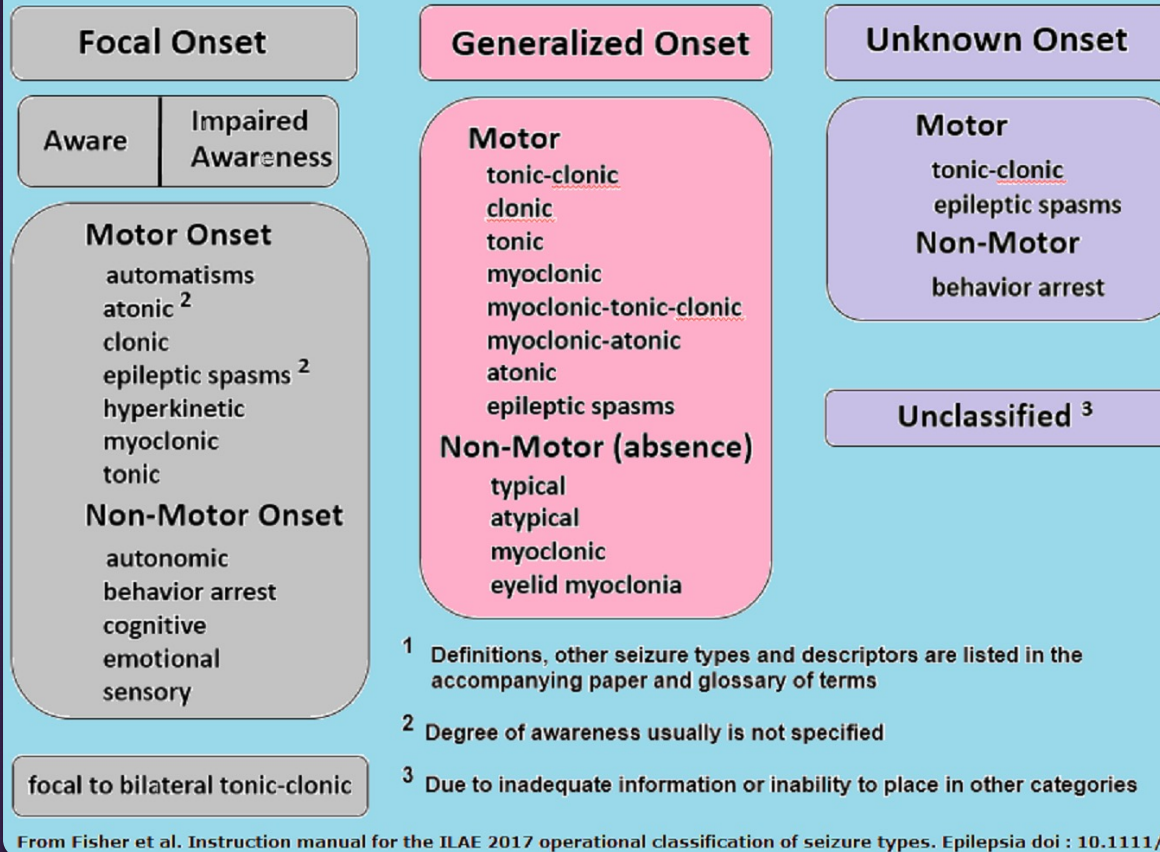 Focal Onset
Aware
Impaired
Awareness
Motor Onset
automatisms
atonic ²
clonic
epileptic spasms ²
hyperkinetic
myoclonic
tonic
Non-Motor Onset
autonomic
behavior arrest
cognitive
emotional
sensory
focal to bilateral tonic-clonic
Generalized Onset
Motor
tonic-clonic
clonic
tonic
myoclonic
myoclonic-tonic-clonic
myoclonic-atonic
atonic
epileptic spasms
Non-Motor (absence)
typical
atypical
myoclonic
eyelid myoclonia
Unknown Onset
Motor
tonic-clonic
epileptic spasms
Non-Motor
behavior arrest
Unclassified ³
¹ Definitions, other seizure types and descriptors are listed in the
accompanying paper and glossary of terms
² Degree of awareness usually is not specified
³ Due to inadequate information or inability to place in other categories
From Fisher et al. Instruction manual for the ILAE 2017 operational classification of seizure types. Epilepsia doi : 10.1111/